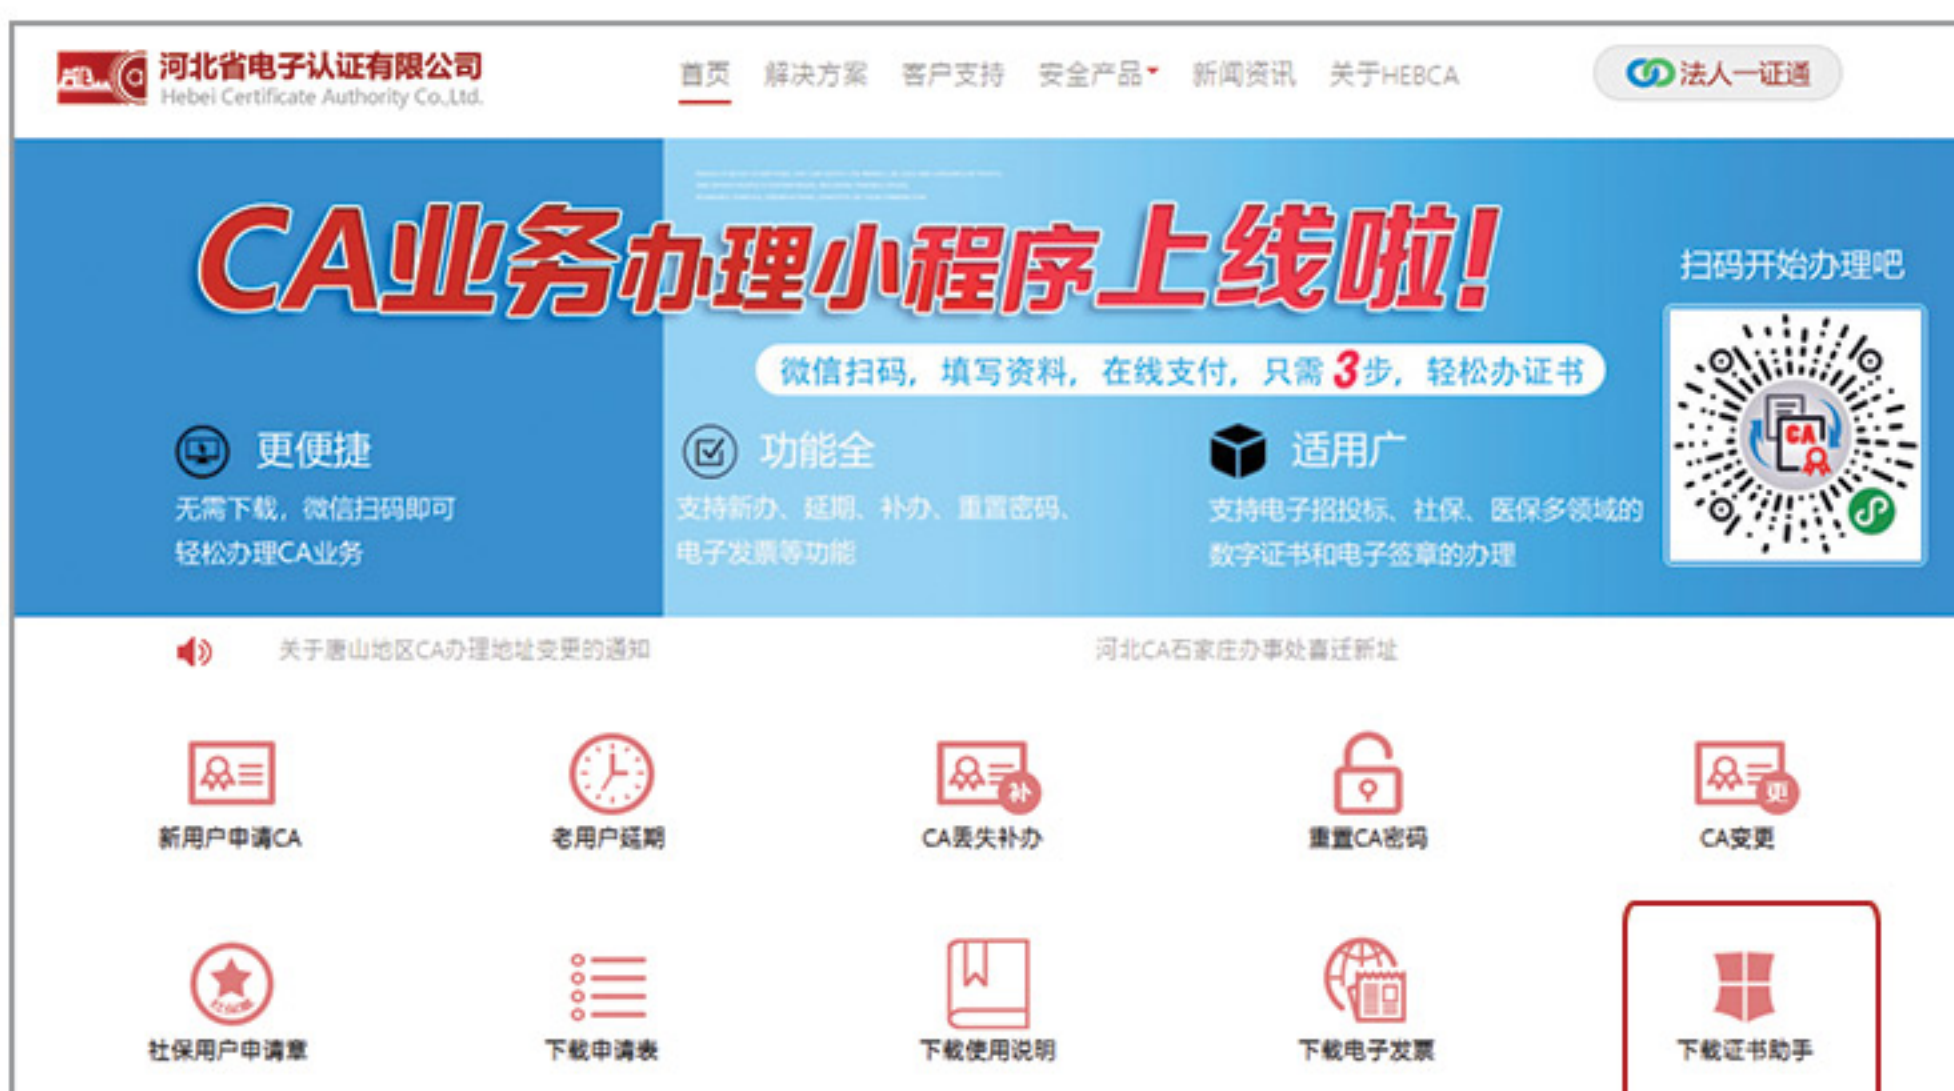 河北省电子认证有限公司
Hebei Certificate Authority Co.,Ltd.
首页 解决方案 客户支持 安全产品 新闻资讯 关于HEBCA
法人一证通
CA业务办理小程序上线啦!
扫码开始办理吧
微信扫码，填写资料，在线支付，只需3步，轻松办证书
CA
更便捷 功能全 适用广
无需下载，微信扫码即可 支持新办、延期、补办、重置密码、 支持电子招投标、社保、医保多领域的
轻松办理CA业务 电子发票等功能 数字证书和电子签章的办理
关于唐山地区CA办理地址变更的通知 河北CA石家庄办事处喜迁新址
补 更
新用户申请CA 老用户延期 CA丢失补办 重置CA密码 CA变更
社保用户申请章 下载申请表 下载使用说明 下载电子发票 下载证书助手